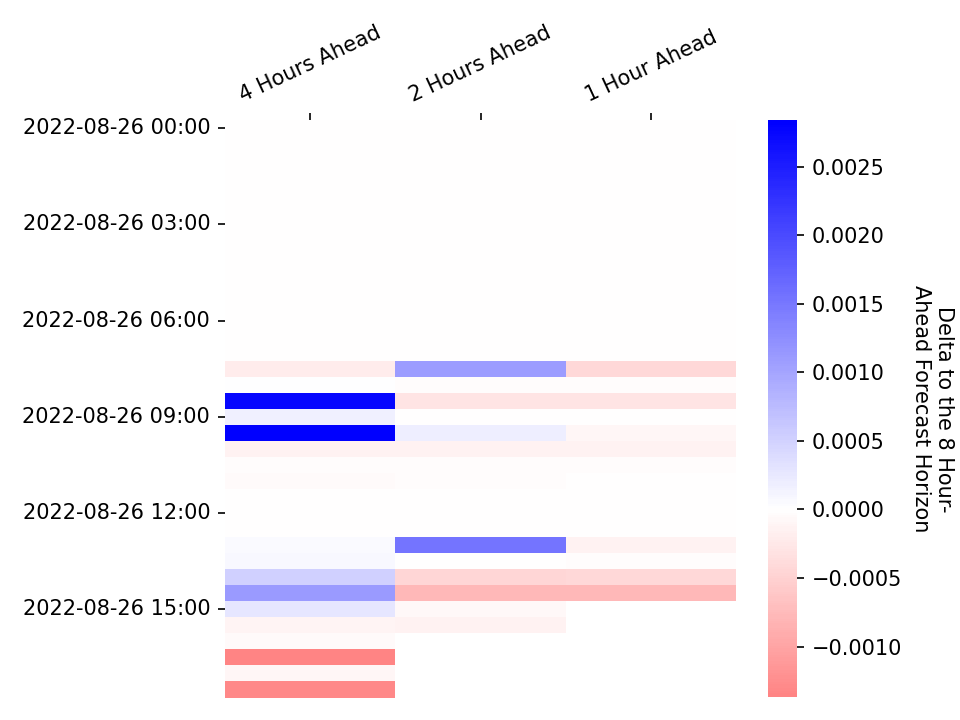 4 Hours Ahead
2 Hours Ahead
1 Hour Ahead
2022-08-26 00:00
2022-08-26 03:00
2022-08-26 06:00
2022-08-26 09:00
2022-08-26 12:00
2022-08-26 15:00
0.0025
0.0020
0.0015
0.0010
0.0005
0.0000
−0.0005
−0.0010
Delta to the 8 Hour-
Ahead Forecast Horizon